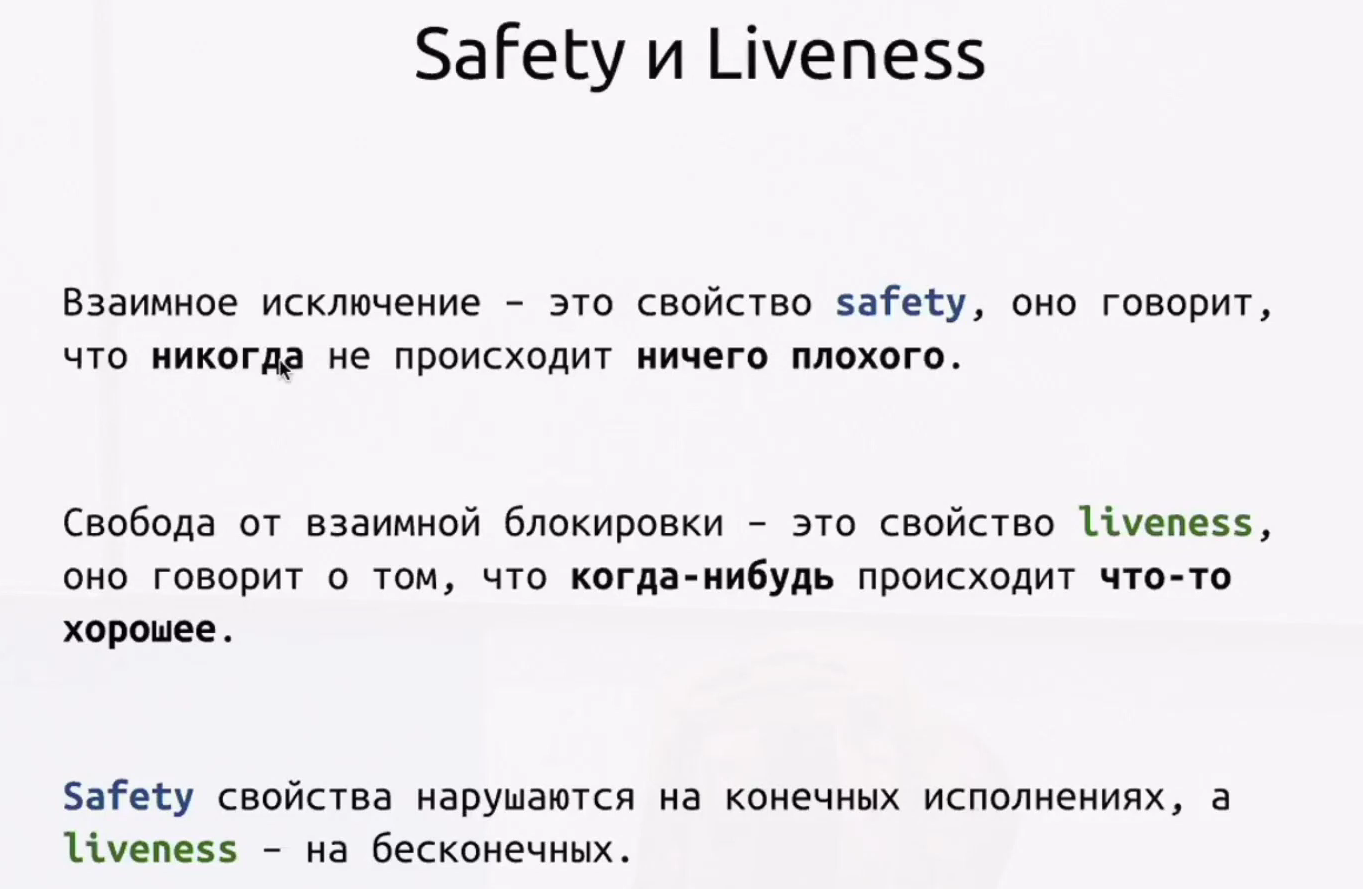 Safety и Liveness
Взаимное исключение – это свойство safety, оно говорит,
что никогда не происходит ничего плохого.
Свобода от взаимной блокировки – это свойство liveness,
оно говорит о том, что когда-нибудь происходит что-то
хорошее.
Safety свойства нарушаются на конечных исполнениях, а
liveness – на бесконечных.